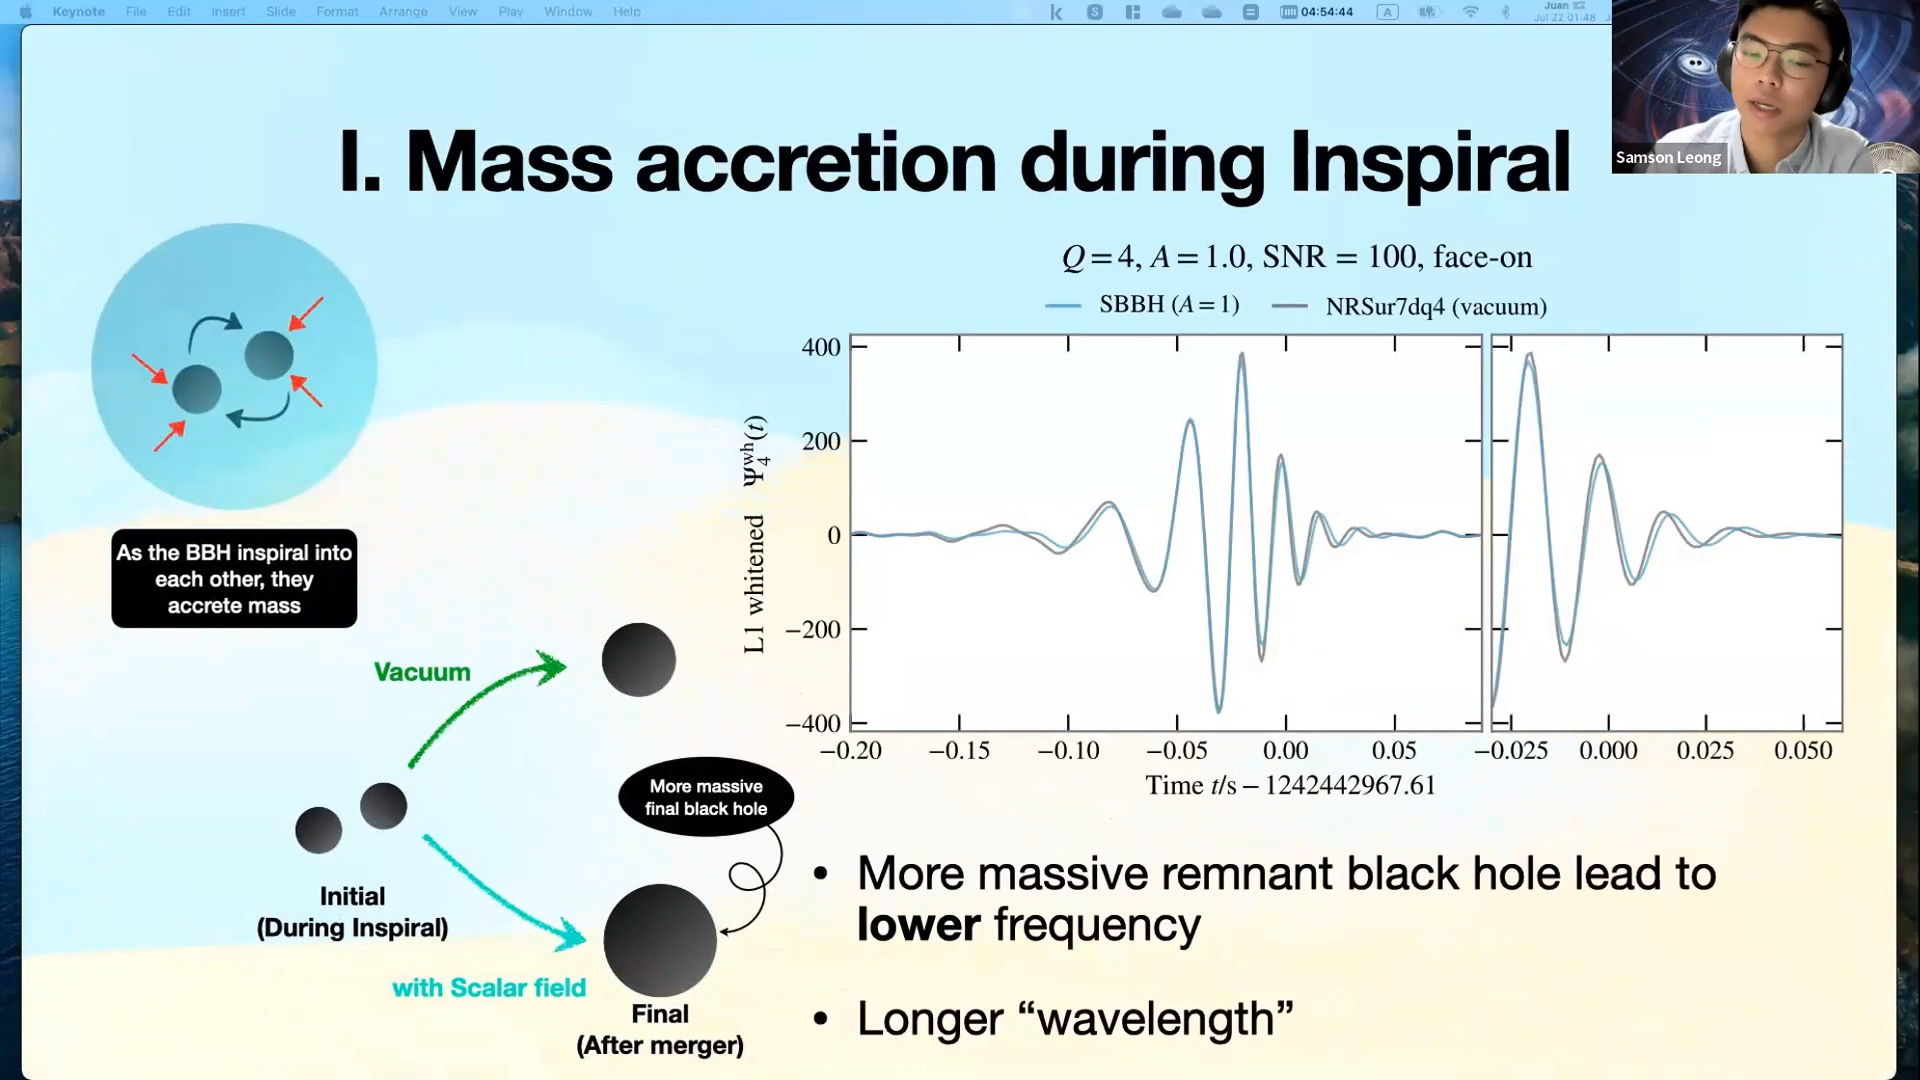 Keynote File Edit Insert Slide Format Arrange View Play Window Help
04:54:44
A
Juan
Jul 22 01:48
Samson Leong
I. Mass accretion during Inspiral
Q = 4, A = 1.0, SNR = 100, face-on
SBBH (A = 1) NRSur7dq4 (vacuum)
400
200
0
−200
−400
L1 whitened Ψ₄ʷʰ(t)
−0.20 −0.15 −0.10 −0.05 0.00 0.05
−0.025 0.000 0.025 0.050
Time t/s − 1242442967.61
As the BBH inspiral into
each other, they
accrete mass
Vacuum
More massive
final black hole
Initial
(During Inspiral)
with Scalar field
Final
(After merger)
• More massive remnant black hole lead to
lower frequency
• Longer “wavelength”